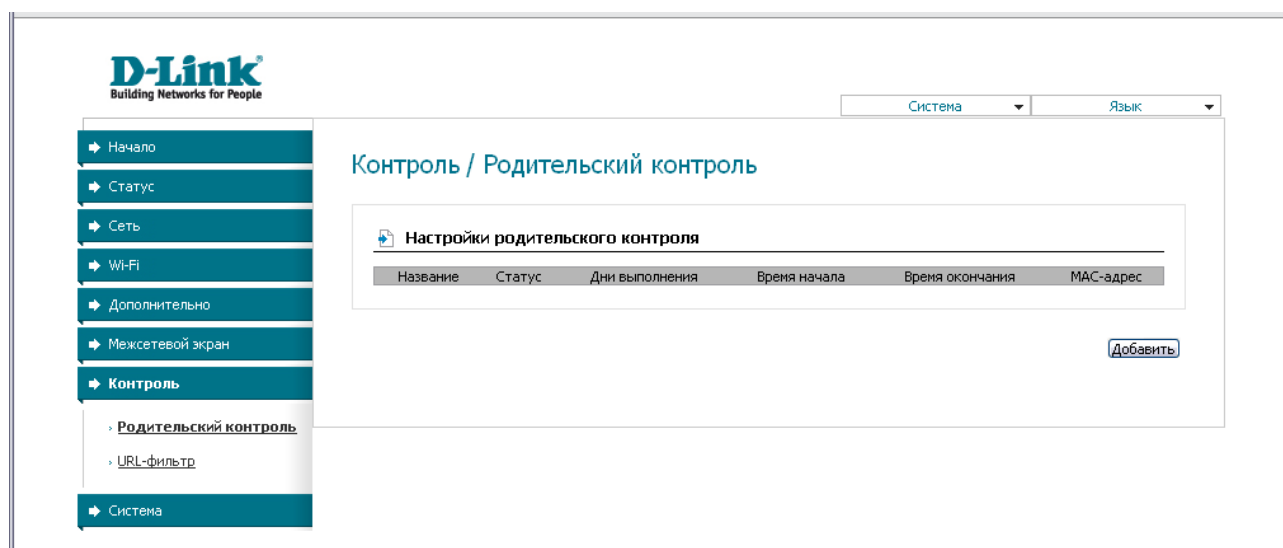 D-Link
Building Networks for People
Система Язык
Начало
Статус
Сеть
Wi-Fi
Дополнительно
Межсетевой экран
Контроль
Родительский контроль
URL-фильтр
Система
Контроль / Родительский контроль
Настройки родительского контроля
Название Статус Дни выполнения Время начала Время окончания MAC-адрес
Добавить